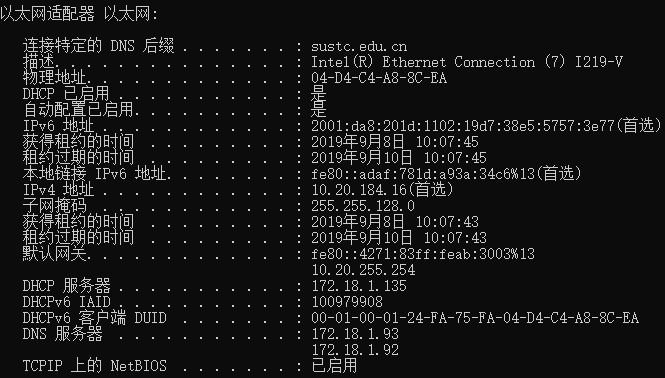 以太网适配器 以太网:
连接特定的 DNS 后缀 . . . . . . . : sustc.edu.cn
描述. . . . . . . . . . . . . . . : Intel(R) Ethernet Connection (7) I219-V
物理地址. . . . . . . . . . . . . : 04-D4-C4-A8-8C-EA
DHCP 已启用 . . . . . . . . . . . : 是
自动配置已启用. . . . . . . . . . : 是
IPv6 地址 . . . . . . . . . . . . : 2001:da8:201d:1102:19d7:38e5:5757:3e77(首选)
获得租约的时间  . . . . . . . . . : 2019年9月8日 10:07:45
租约过期的时间  . . . . . . . . . : 2019年9月10日 10:07:45
本地链接 IPv6 地址. . . . . . . . : fe80::adaf:781d:a93a:34c6%13(首选)
IPv4 地址 . . . . . . . . . . . . : 10.20.184.16(首选)
子网掩码  . . . . . . . . . . . . : 255.255.128.0
获得租约的时间  . . . . . . . . . : 2019年9月8日 10:07:43
租约过期的时间  . . . . . . . . . : 2019年9月10日 10:07:43
默认网关. . . . . . . . . . . . . : fe80::4271:83ff:feab:3003%13
10.20.255.254
DHCP 服务器 . . . . . . . . . . . : 172.18.1.135
DHCPv6 IAID . . . . . . . . . . . : 100979908
DHCPv6 客户端 DUID  . . . . . . . : 00-01-00-01-24-FA-75-FA-04-D4-C4-A8-8C-EA
DNS 服务器  . . . . . . . . . . . : 172.18.1.93
172.18.1.92
TCPIP 上的 NetBIOS  . . . . . . . : 已启用